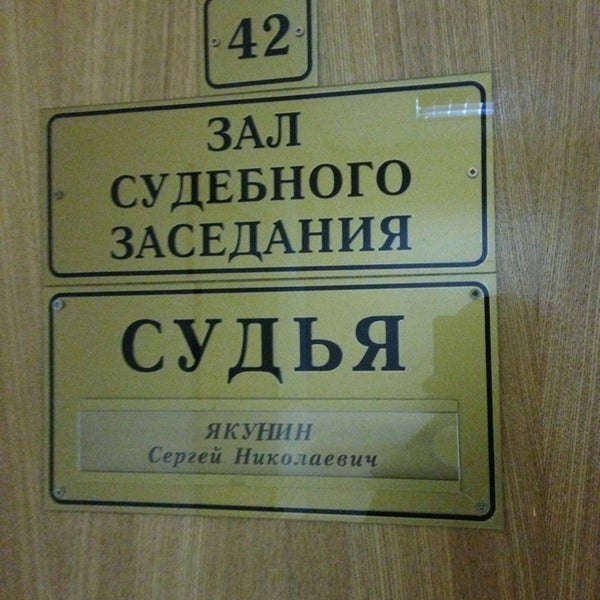 42
ЗАЛ
СУДЕБНОГО
ЗАСЕДАНИЯ
СУДЬЯ
ЯКУНИН
Сергей Николаевич